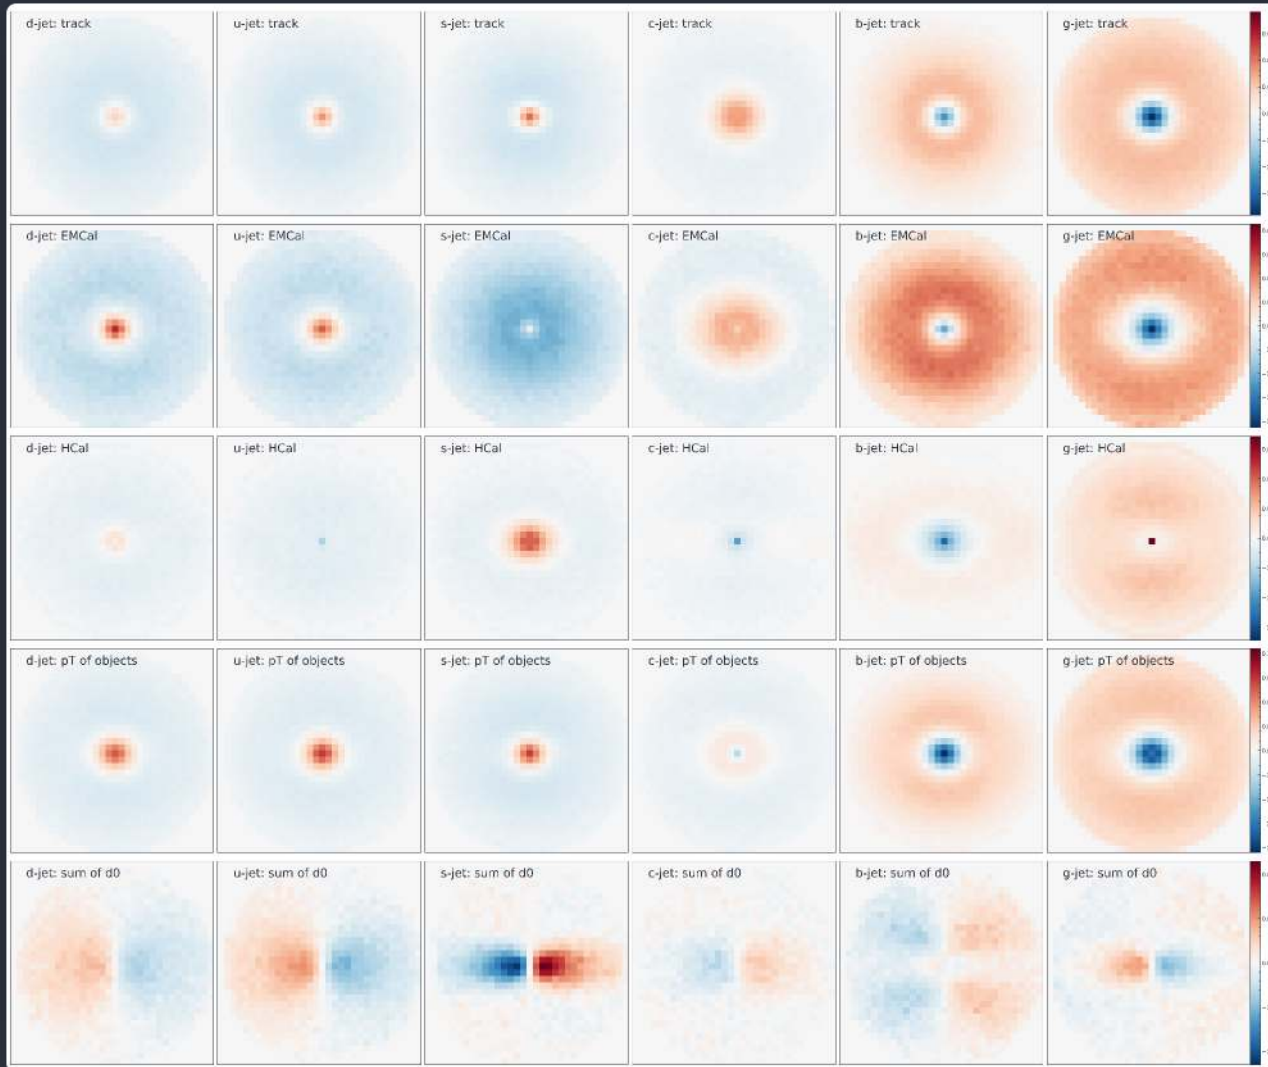 d-jet: track u-jet: track s-jet: track c-jet: track b-jet: track g-jet: track
d-jet: EMCal u-jet: EMCal s-jet: EMCal c-jet: EMCal b-jet: EMCal g-jet: EMCal
d-jet: HCal u-jet: HCal s-jet: HCal c-jet: HCal b-jet: HCal g-jet: HCal
d-jet: pT of objects u-jet: pT of objects s-jet: pT of objects c-jet: pT of objects b-jet: pT of objects g-jet: pT of objects
d-jet: sum of d0 u-jet: sum of d0 s-jet: sum of d0 c-jet: sum of d0 b-jet: sum of d0 g-jet: sum of d0